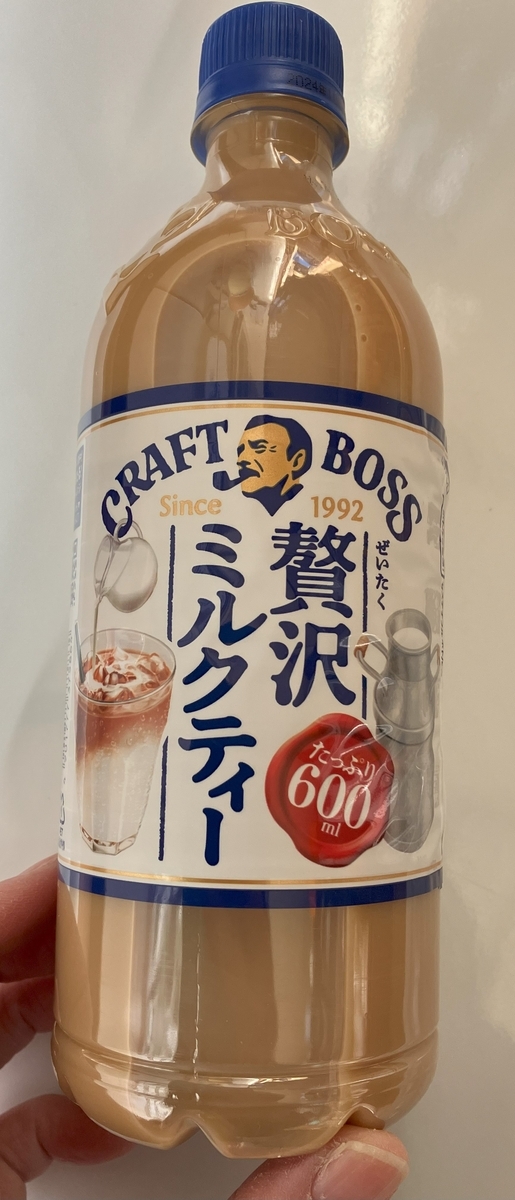 2024
CRAFT BOSS
Since 1992
ぜいたく
贅沢
ミルクティー
たっぷり
600
ml